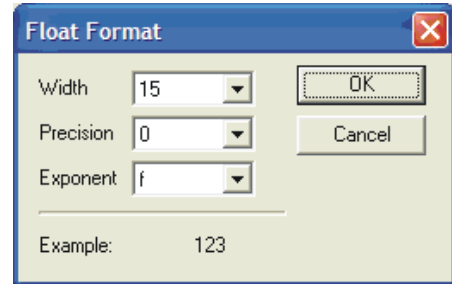 Float Format
Width 15 OK
Precision 0 Cancel
Exponent f
Example: 123